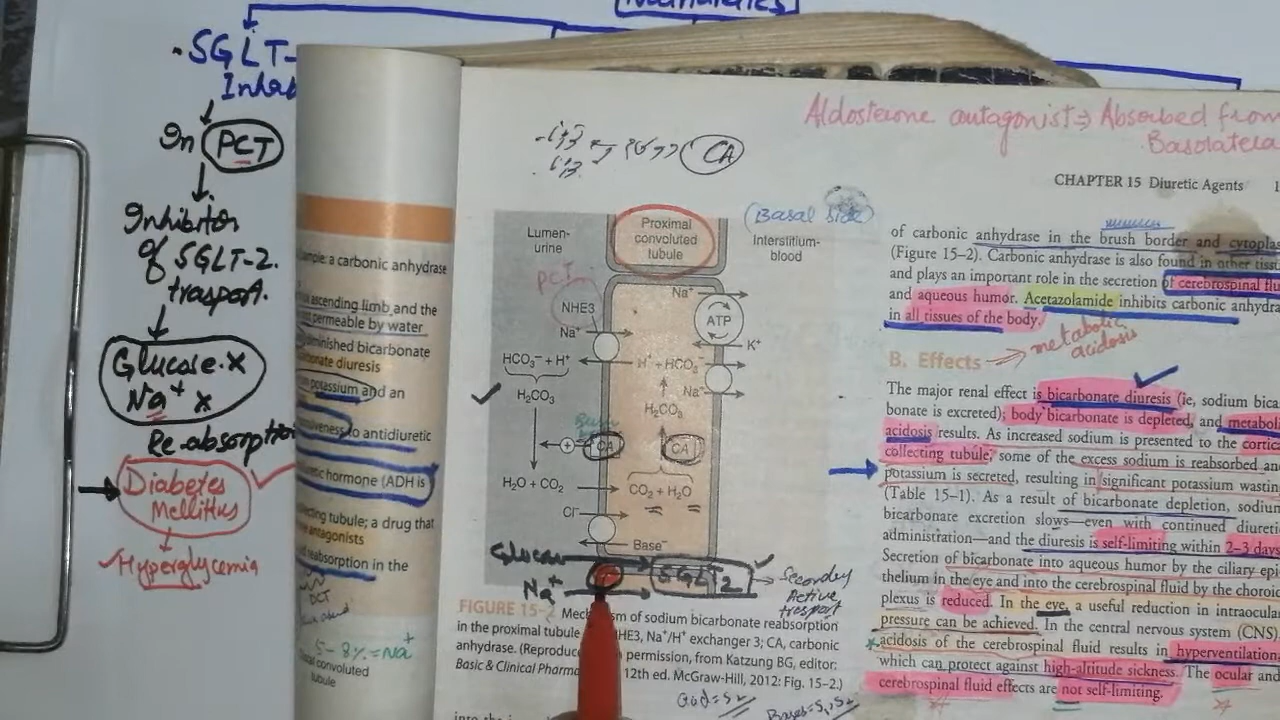 Natriuretics
SGLT-
Inhib
In PCT
Inhibitor
of SGLT-2.
trasport.
Glucose.x
Na+ x
Re-absorption
Diabetes
Mellitus
Hyperglycemia
ample: a carbonic anhydrase
ascending limb and the
permeable by water
diminished bicarbonate
diuresis
potassium and an
to antidiuretic
hormone (ADH is
tubule; a drug that
antagonists
reabsorption in the
PCT
5-8% = Na+
convoluted
tubule
CA
Lumen-
urine
Proximal
convoluted
tubule
(Basal side)
Interstitium-
blood
PCT
NHE3
Na+
Na+
ATP
K+
HCO3− + H+
H+ + HCO3−
Na+
H2CO3
H2CO3
+
CA
CA
H2O + CO2
CO2 + H2O
Cl−
Base−
Glucose
Na+
SGLT2
Secondary
Active
trasport
FIGURE 15-2 Mechanism of sodium bicarbonate reabsorption
in the proximal tubule NHE3, Na+/H+ exchanger 3; CA, carbonic
anhydrase. (Reproduced permission, from Katzung BG, editor:
Basic & Clinical Pharma 12th ed. McGraw-Hill, 2012: Fig. 15-2.)
Aldosterone antagonist ⇒ Absorbed from
Basolatera
CHAPTER 15 Diuretic Agents
of carbonic anhydrase in the brush border and cytoplas
(Figure 15-2). Carbonic anhydrase is also found in other tiss
and plays an important role in the secretion of cerebrospinal flu
and aqueous humor. Acetazolamide inhibits carbonic anhydra
in all tissues of the body.
B. Effects → metabolic
acidosis
The major renal effect is bicarbonate diuresis (ie, sodium bica
bonate is excreted); body bicarbonate is depleted, and metabol
acidosis results. As increased sodium is presented to the cortic
collecting tubule, some of the excess sodium is reabsorbed and
potassium is secreted, resulting in significant potassium wastin
(Table 15-1). As a result of bicarbonate depletion, sodium
bicarbonate excretion slows—even with continued diureti
administration—and the diuresis is self-limiting within 2-3 days
Secretion of bicarbonate into aqueous humor by the ciliary epi
thelium in the eye and into the cerebrospinal fluid by the choroid
plexus is reduced. In the eye, a useful reduction in intraocula
pressure can be achieved. In the central nervous system (CNS)
acidosis of the cerebrospinal fluid results in hyperventilation
which can protect against high-altitude sickness. The ocular and
cerebrospinal fluid effects are not self-limiting.